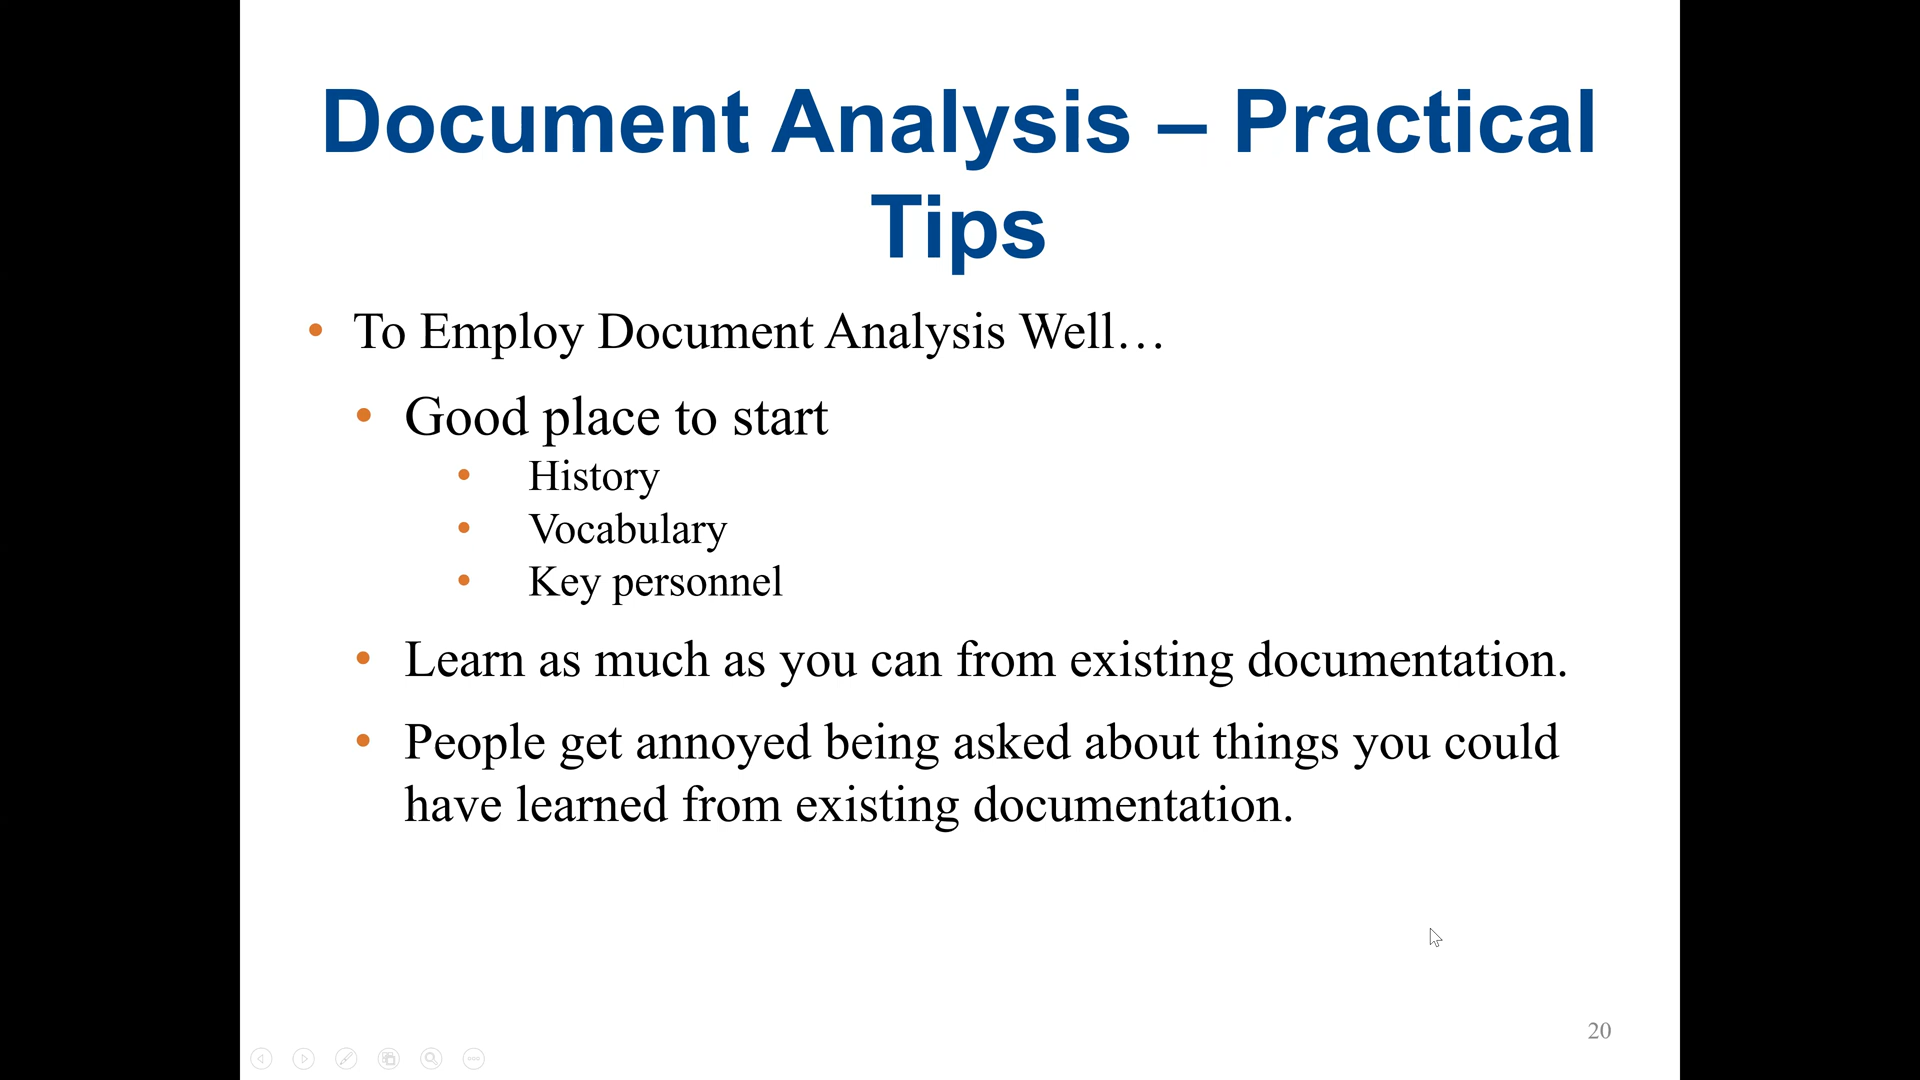 Document Analysis – Practical
Tips
• To Employ Document Analysis Well…
• Good place to start
• History
• Vocabulary
• Key personnel
• Learn as much as you can from existing documentation.
• People get annoyed being asked about things you could
have learned from existing documentation.
20